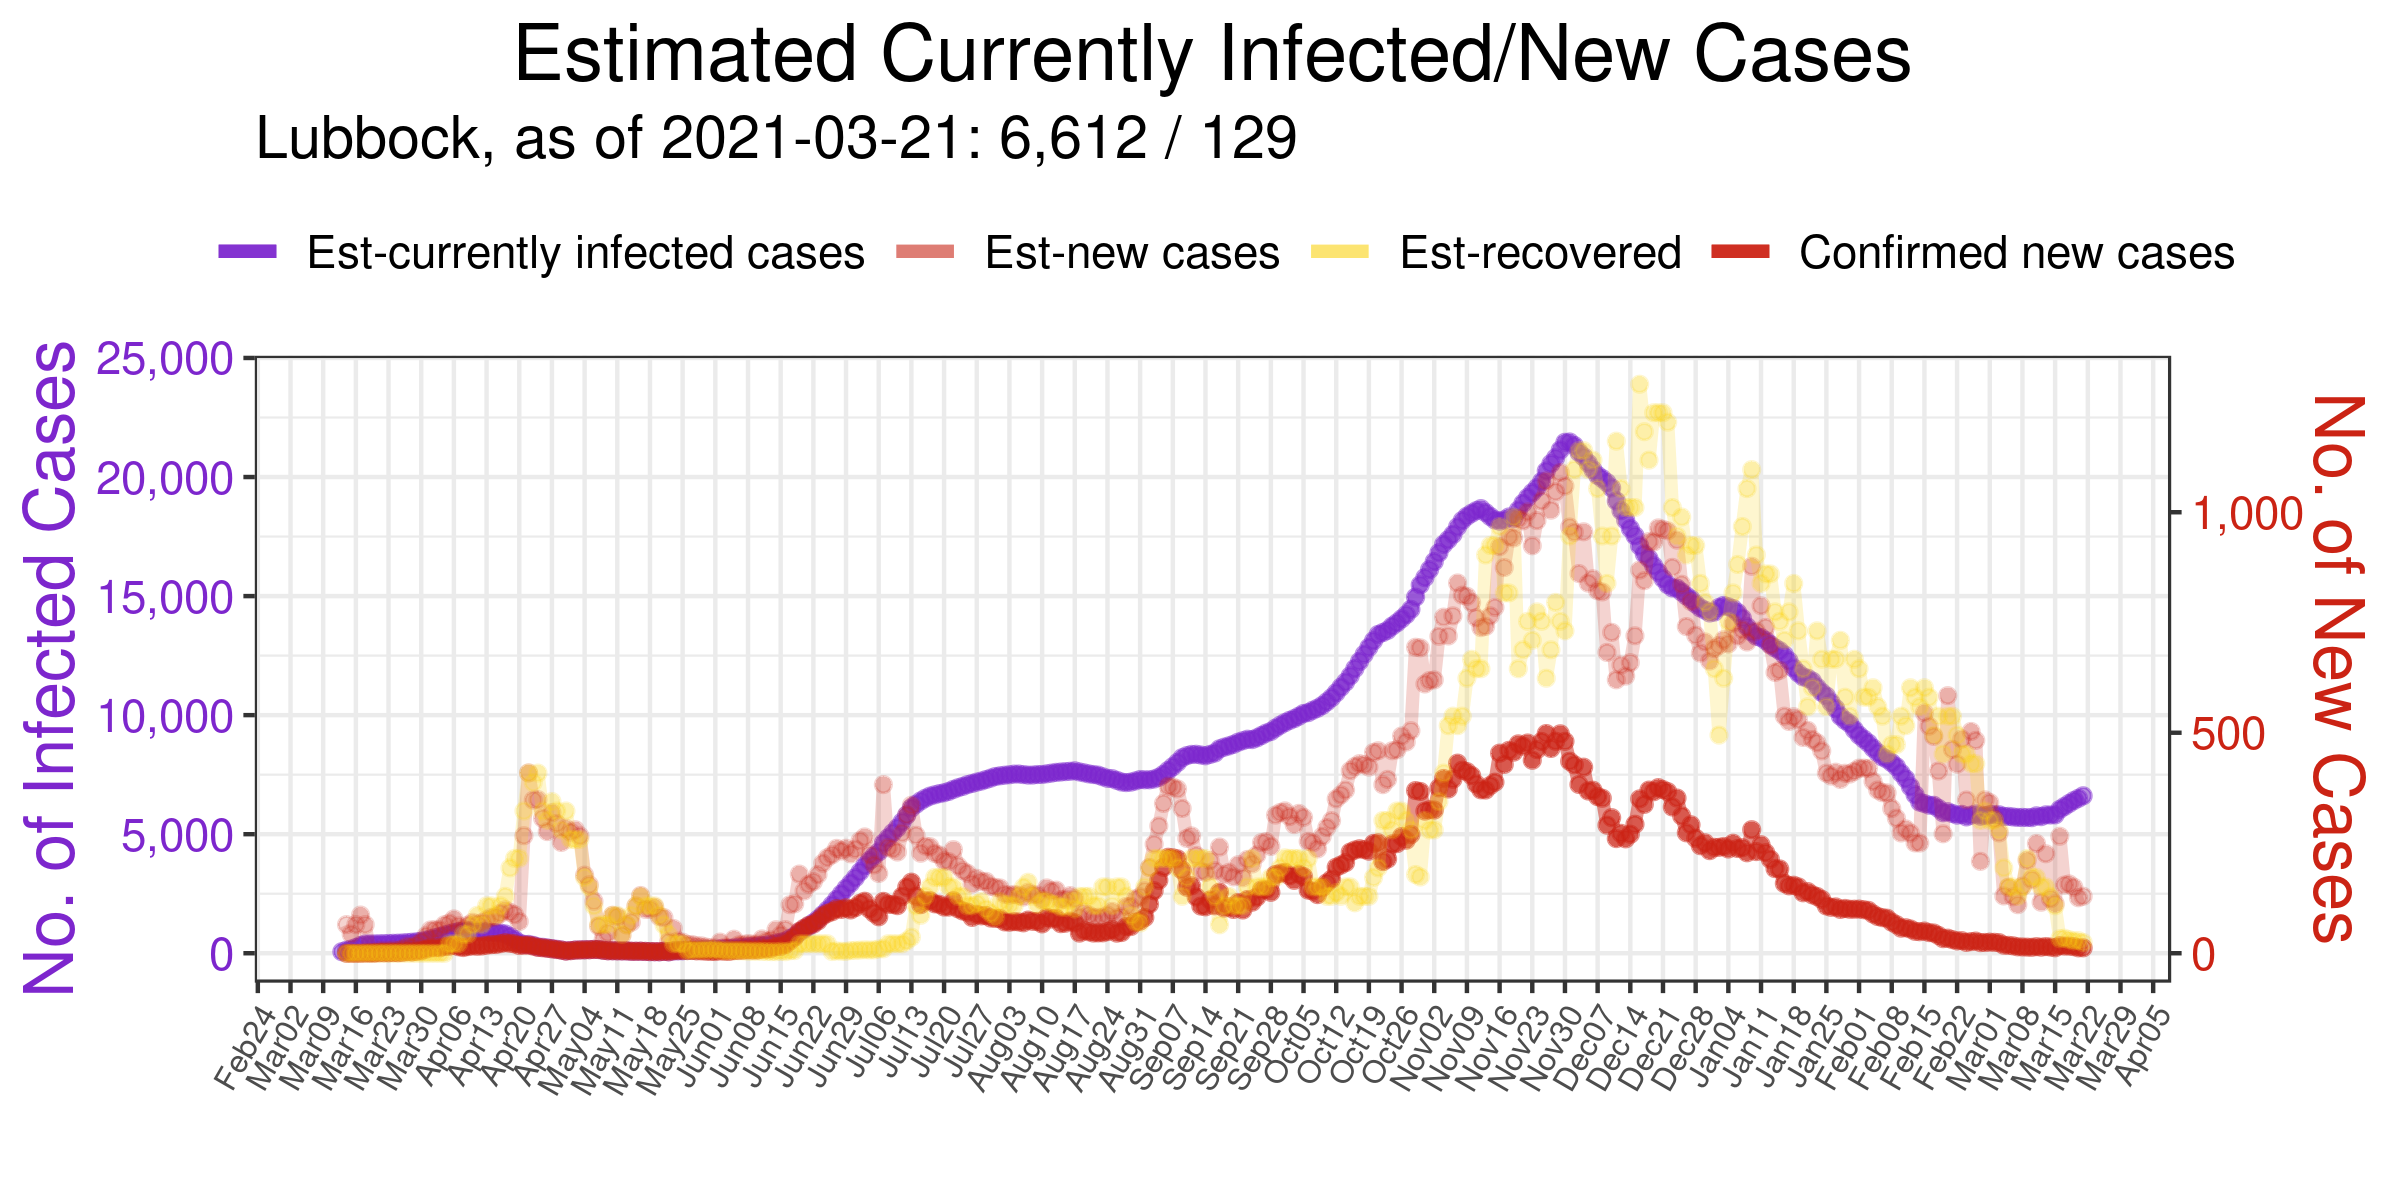 Estimated Currently Infected/New Cases
Lubbock, as of 2021-03-21: 6,612 / 129
Est-currently infected cases Est-new cases Est-recovered Confirmed new cases
No. of Infected Cases
25,000
20,000
15,000
10,000
5,000
0
No. of New Cases
1,000
500
0
Feb24 Mar02 Mar09 Mar16 Mar23 Mar30 Apr06 Apr13 Apr20 Apr27 May04 May11 May18 May25 Jun01 Jun08 Jun15 Jun22 Jun29 Jul06 Jul13 Jul20 Jul27 Aug03 Aug10 Aug17 Aug24 Aug31 Sep07 Sep14 Sep21 Sep28 Oct05 Oct12 Oct19 Oct26 Nov02 Nov09 Nov16 Nov23 Nov30 Dec07 Dec14 Dec21 Dec28 Jan04 Jan11 Jan18 Jan25 Feb01 Feb08 Feb15 Feb22 Mar01 Mar08 Mar15 Mar22 Mar29 Apr05